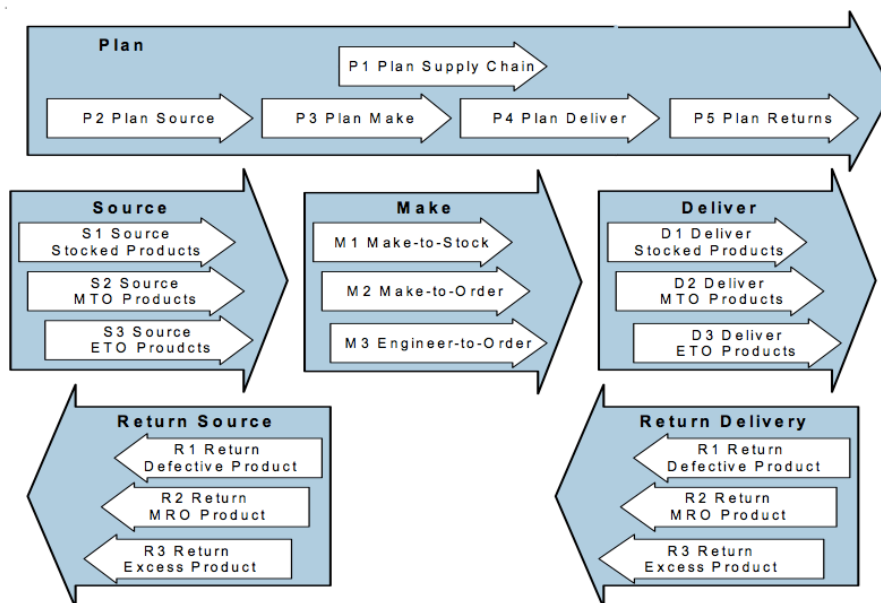 Plan
P1 Plan Supply Chain
P2 Plan Source
P3 Plan Make
P4 Plan Deliver
P5 Plan Returns
Source
S1 Source
Stocked Products
S2 Source
MTO Products
S3 Source
ETO Proudcts
Make
M1 Make-to-Stock
M2 Make-to-Order
M3 Engineer-to-Order
Deliver
D1 Deliver
Stocked Products
D2 Deliver
MTO Products
D3 Deliver
ETO Products
Return Source
R1 Return
Defective Product
R2 Return
MRO Product
R3 Return
Excess Product
Return Delivery
R1 Return
Defective Product
R2 Return
MRO Product
R3 Return
Excess Product